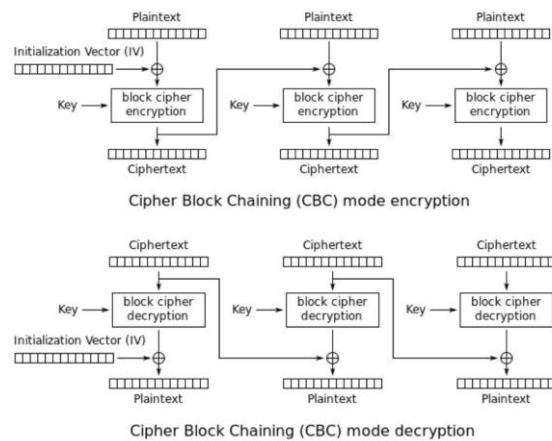 Plaintext Plaintext Plaintext
Initialization Vector (IV)
Key block cipher encryption Key block cipher encryption Key block cipher encryption
Ciphertext Ciphertext Ciphertext
Cipher Block Chaining (CBC) mode encryption
Ciphertext Ciphertext Ciphertext
Key block cipher decryption Key block cipher decryption Key block cipher decryption
Initialization Vector (IV)
Plaintext Plaintext Plaintext
Cipher Block Chaining (CBC) mode decryption